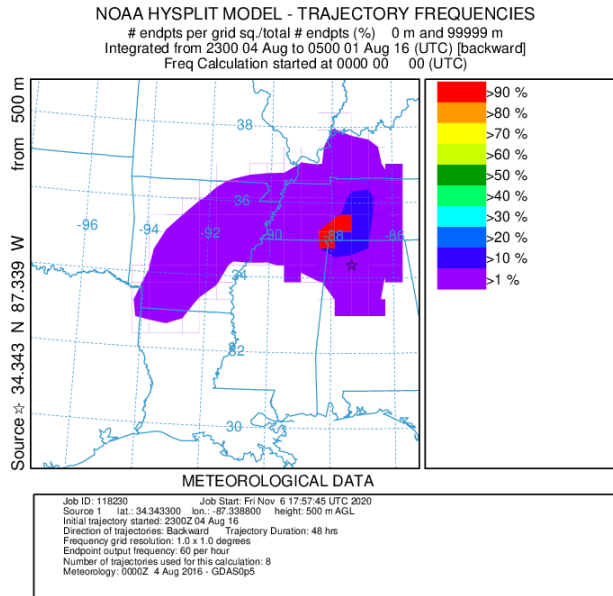 NOAA HYSPLIT MODEL - TRAJECTORY FREQUENCIES
# endpts per grid sq./total # endpts (%)    0 m and 99999 m
Integrated from 2300 04 Aug to 0500 01 Aug 16 (UTC) [backward]
Freq Calculation started at 0000 00    00 (UTC)
Source ☆ 34.343 N 87.339 W    from 500 m
38
36
-96
-94
-92
-90
-88
-86
34
32
30
>90 %
>80 %
>70 %
>60 %
>50 %
>40 %
>30 %
>20 %
>10 %
>1 %
METEOROLOGICAL DATA
Job ID: 118230    Job Start: Fri Nov 6 17:57:45 UTC 2020
Source 1    lat.: 34.343300    lon.: -87.338800    height: 500 m AGL
Initial trajectory started: 2300Z 04 Aug 16
Direction of trajectories: Backward    Trajectory Duration: 48 hrs
Frequency grid resolution: 1.0 x 1.0 degrees
Endpoint output frequency: 60 per hour
Number of trajectories used for this calculation: 8
Meteorology: 0000Z 4 Aug 2016 - GDAS0p5